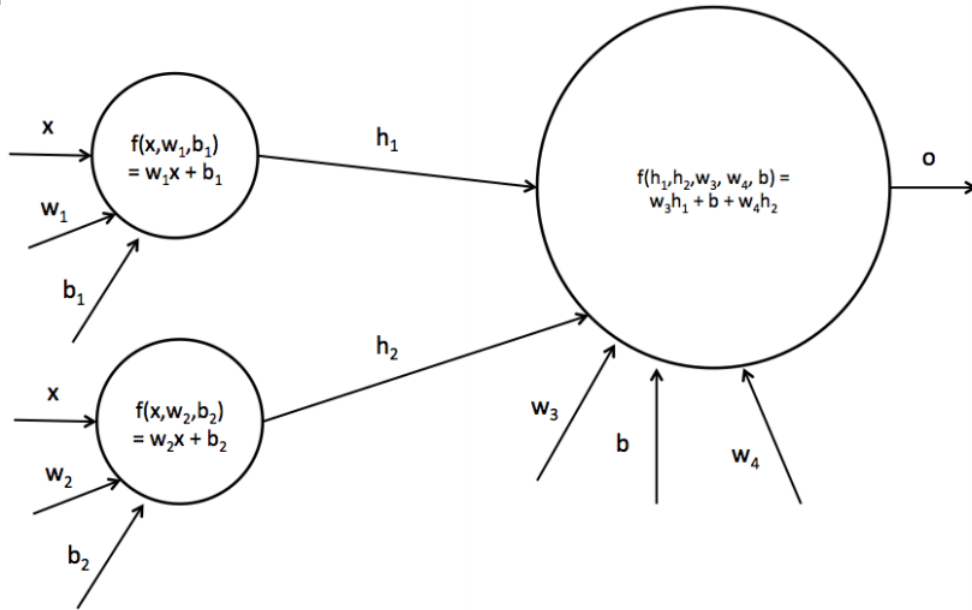 x
f(x,w₁,b₁)
= w₁x + b₁
w₁
b₁
h₁
x
f(x,w₂,b₂)
= w₂x + b₂
w₂
b₂
h₂
f(h₁,h₂,w₃, w₄, b) =
w₃h₁ + b + w₄h₂
w₃
b
w₄
o